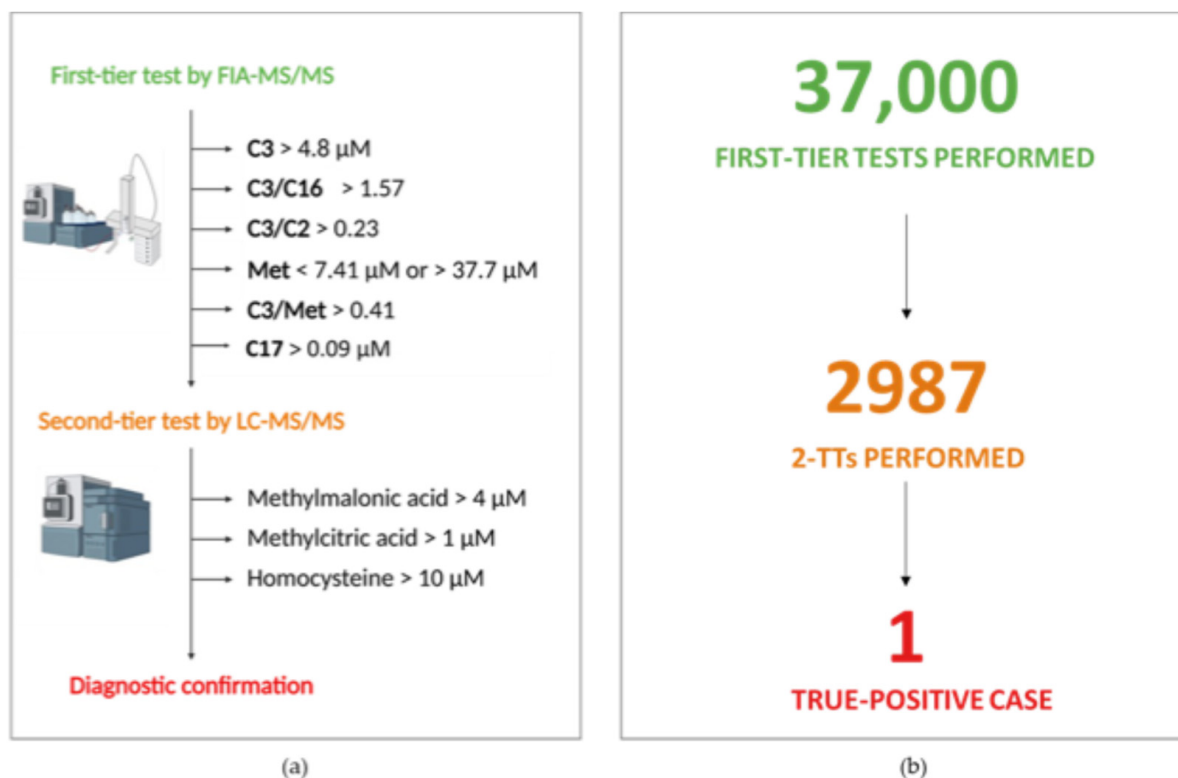 First-tier test by FIA-MS/MS
C3 > 4.8 µM
C3/C16 > 1.57
C3/C2 > 0.23
Met < 7.41 µM or > 37.7 µM
C3/Met > 0.41
C17 > 0.09 µM
Second-tier test by LC-MS/MS
Methylmalonic acid > 4 µM
Methylcitric acid > 1 µM
Homocysteine > 10 µM
Diagnostic confirmation
(a)
37,000
FIRST-TIER TESTS PERFORMED
2987
2-TTs PERFORMED
1
TRUE-POSITIVE CASE
(b)